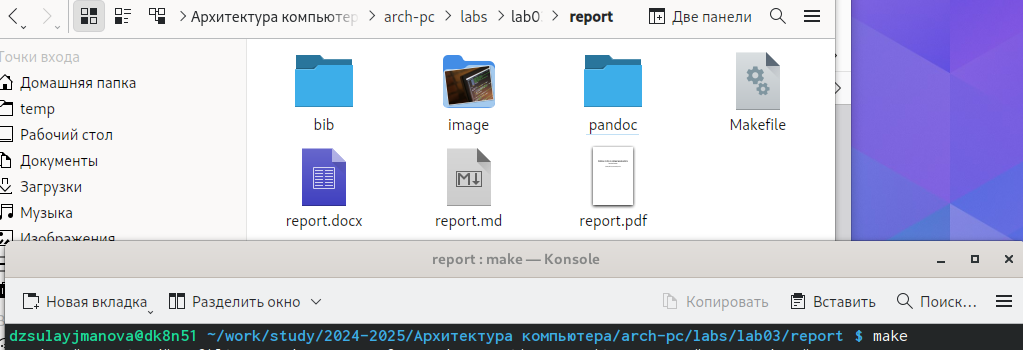 Архитектура компьютер arch-pc labs lab0 report Две панели
Точки входа
Домашняя папка
temp
Рабочий стол
Документы
Загрузки
Музыка
Изображения
bib image pandoc Makefile
report.docx report.md report.pdf
report : make — Konsole
Новая вкладка Разделить окно Копировать Вставить Поиск...
dzsulayjmanova@dk8n51 ~/work/study/2024-2025/Архитектура компьютера/arch-pc/labs/lab03/report $ make